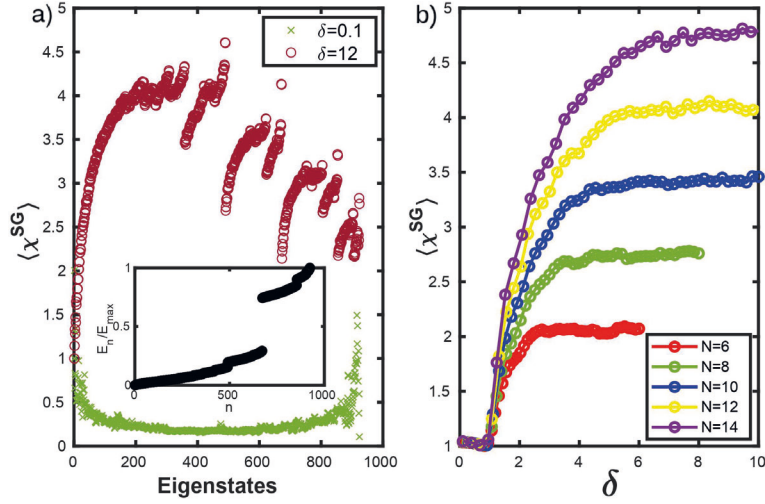 a)
δ=0.1
δ=12
⟨χ^SG⟩
5
4.5
4
3.5
3
2.5
2
1.5
1
0.5
0
0 200 400 600 800 1000
Eigenstates
E_n/E_max
1
0.5
0
0 500 1000
n
b)
⟨χ^SG⟩
5
4.5
4
3.5
3
2.5
2
1.5
1
0 2 4 6 8 10
δ
N=6
N=8
N=10
N=12
N=14